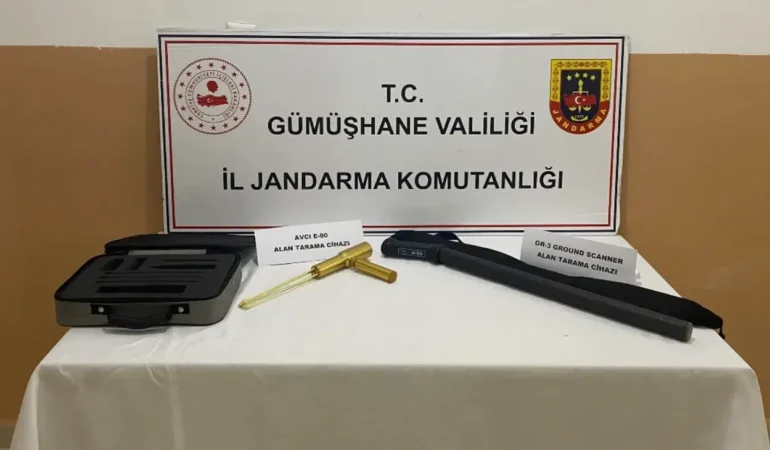 T.C.
GÜMÜŞHANE VALİLİĞİ
İL JANDARMA KOMUTANLIĞI
JANDARMA
AVCI E-80
ALAN TARAMA CİHAZI
GR-3 GROUND SCANNER
ALAN TARAMA CİHAZI